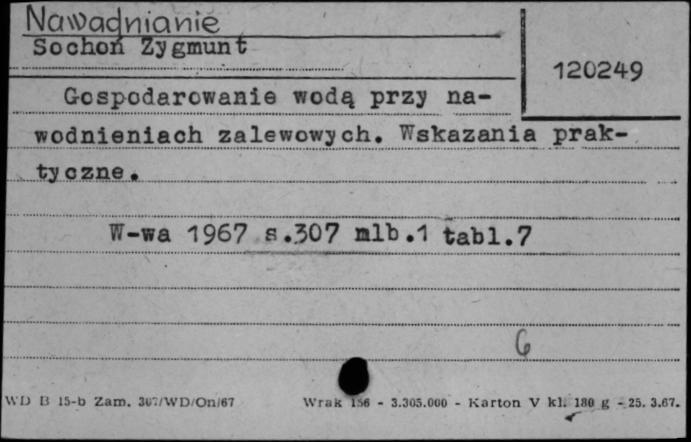 Nawadnianie
Sochoń Zygmunt
120249
Gospodarowanie wodą przy na-
wodnieniach zalewowych. Wskazania prak-
tyczne.
W-wa 1967 s.307 mlb.1 tabl.7
6
WD B 15-b Zam. 307/WD/On/67 Wrak 156 - 3.305.000 - Karton V kl. 180 g - 25. 3.67.